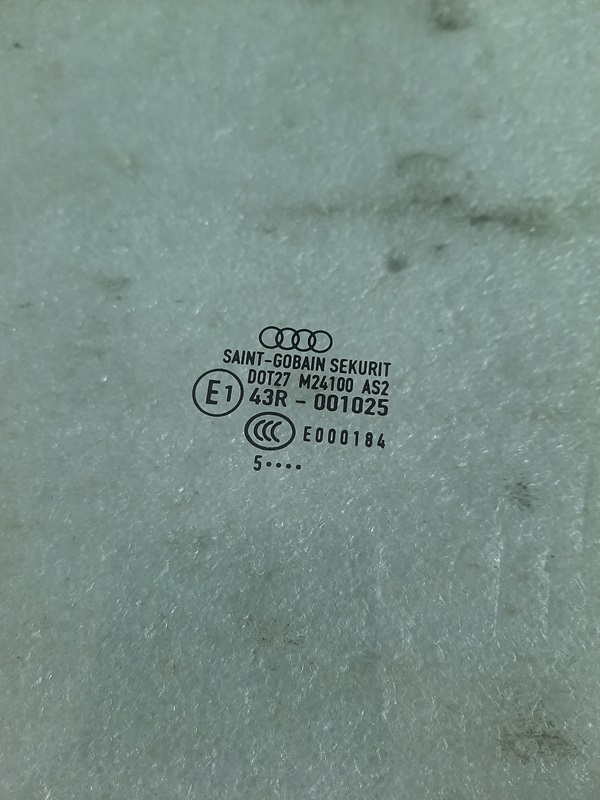 SAINT-GOBAIN SEKURIT
DOT27 M24100 AS2
E1 43R - 001025
CCC E000184
5••••